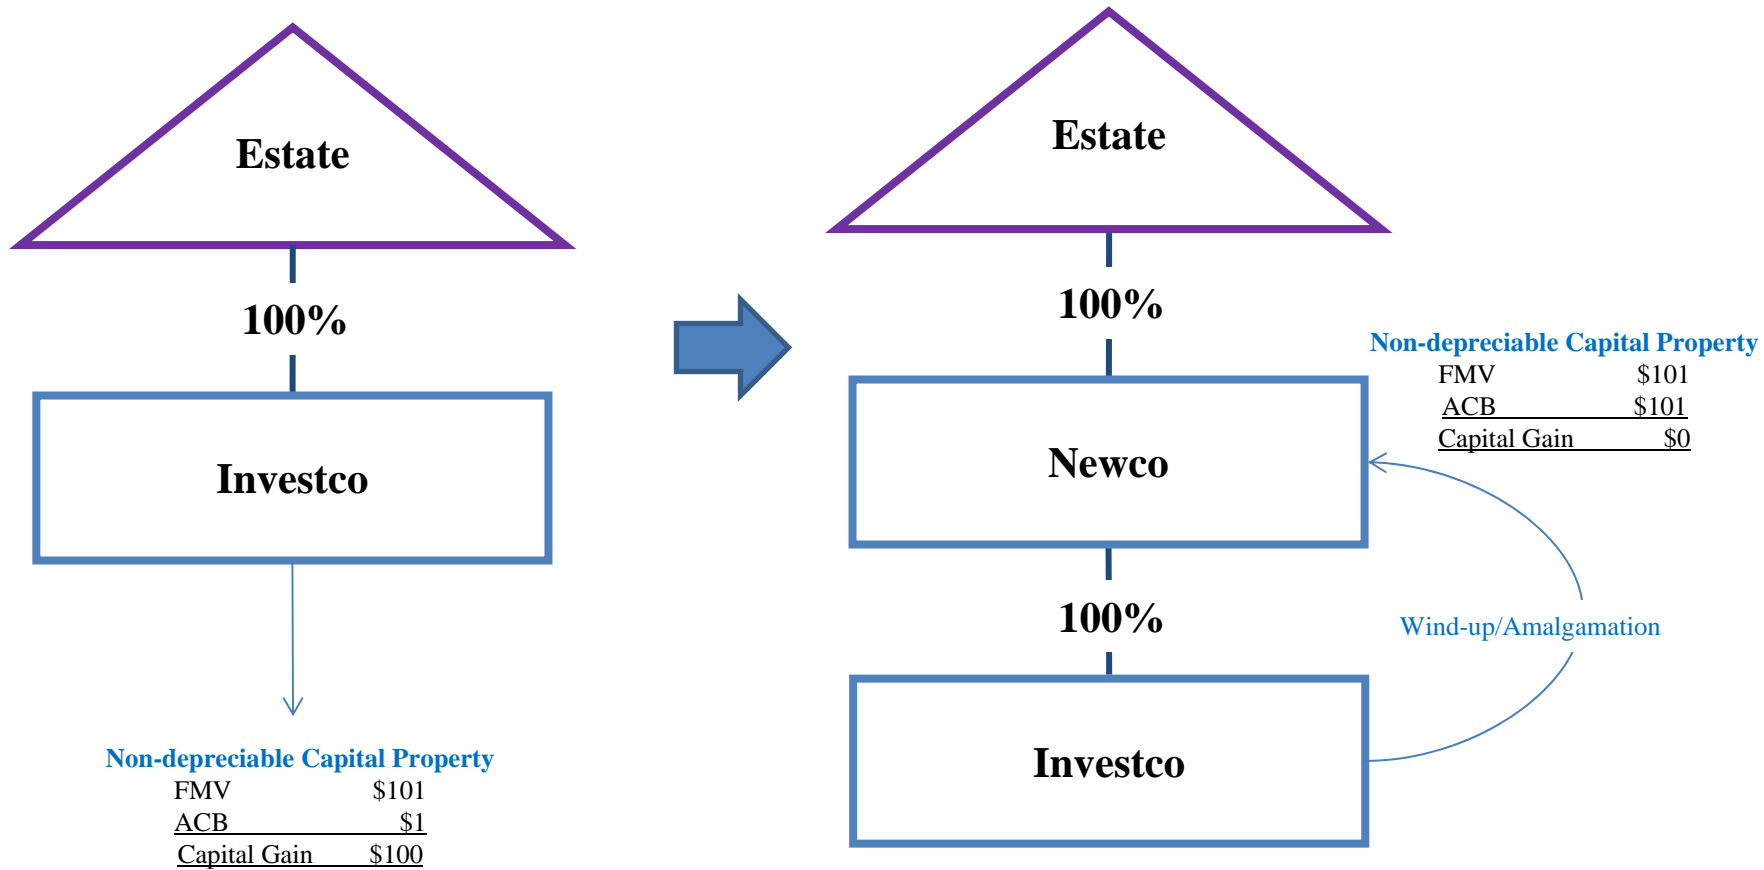 Estate
100%
Investco
Non-depreciable Capital Property
FMV $101
ACB $1
Capital Gain $100
Estate
100%
Newco
Non-depreciable Capital Property
FMV $101
ACB $101
Capital Gain $0
100%
Wind-up/Amalgamation
Investco